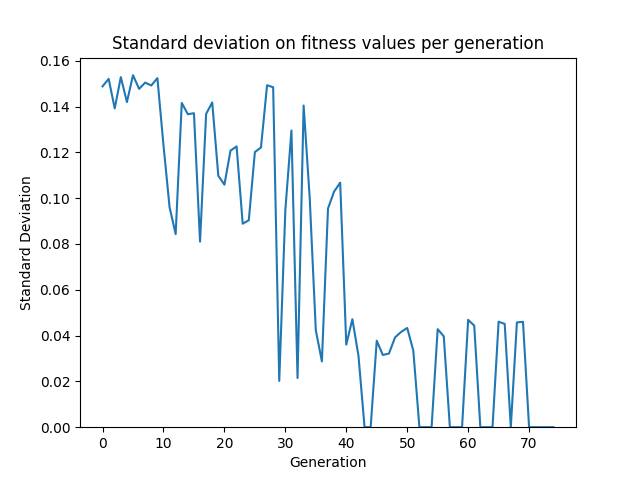 Standard deviation on fitness values per generation
0.16
0.14
0.12
0.10
0.08
0.06
0.04
0.02
0.00
Standard Deviation
0 10 20 30 40 50 60 70
Generation